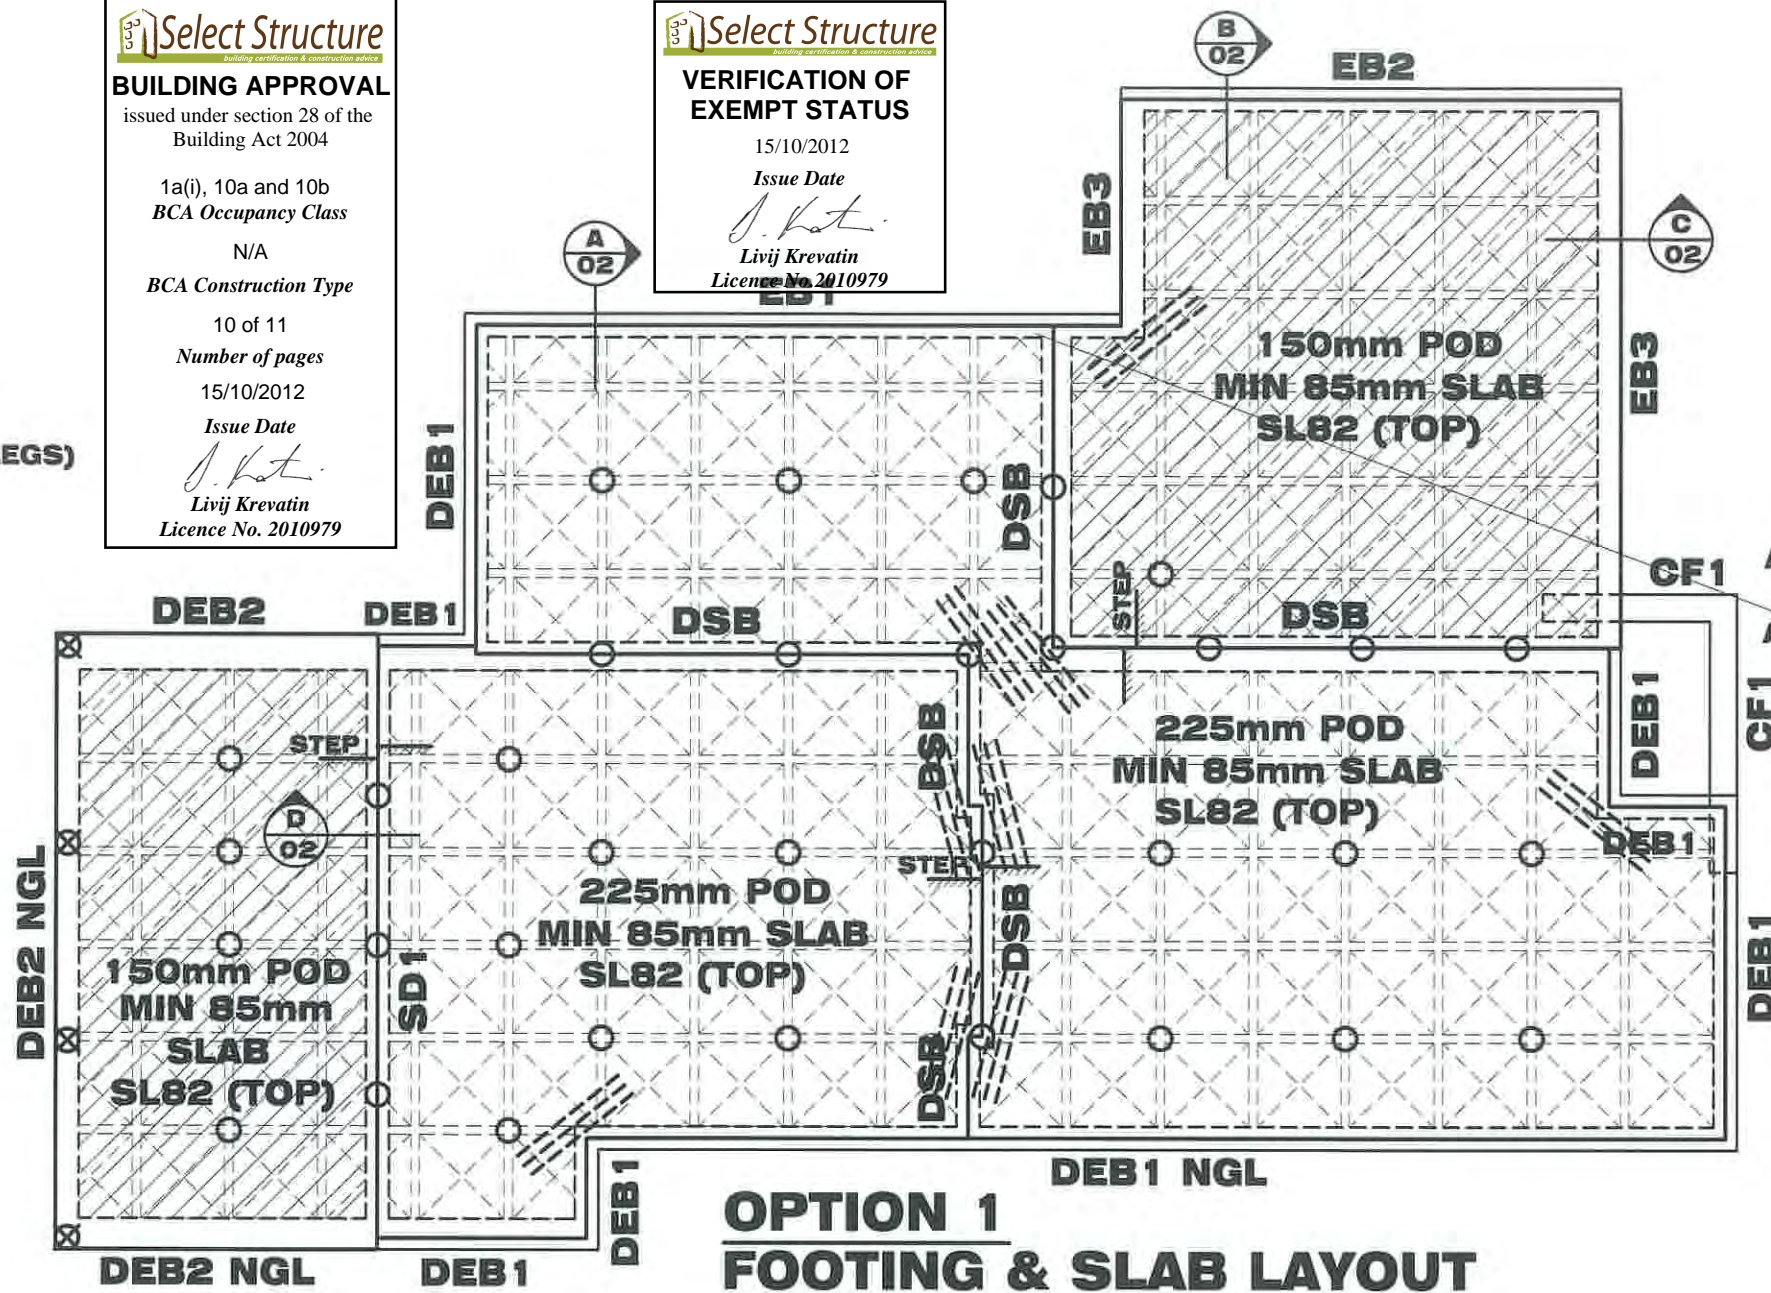 Select Structure
building certification & construction advice
BUILDING APPROVAL
issued under section 28 of the
Building Act 2004
1a(i), 10a and 10b
BCA Occupancy Class
N/A
BCA Construction Type
10 of 11
Number of pages
15/10/2012
Issue Date
Livij Krevatin
Licence No. 2010979
Select Structure
building certification & construction advice
VERIFICATION OF
EXEMPT STATUS
15/10/2012
Issue Date
Livij Krevatin
Licence No.2010979
B
02
EB2
EB3
C
02
A
02
EB1
150mm POD
MIN 85mm SLAB
SL82 (TOP)
EB3
EGS)
DEB1
DSB
STEP
CF1
DEB2
DEB1
DSB
DSB
DEB1
CF1
STEP
DSB
225mm POD
MIN 85mm SLAB
SL82 (TOP)
D
02
DEB1
STEP
DEB2 NGL
225mm POD
MIN 85mm SLAB
SL82 (TOP)
DSB
DEB1
150mm POD
MIN 85mm
SLAB
SL82 (TOP)
SD1
DSB
DEB1 NGL
DEB1
DEB2 NGL
DEB1
OPTION 1
FOOTING & SLAB LAYOUT